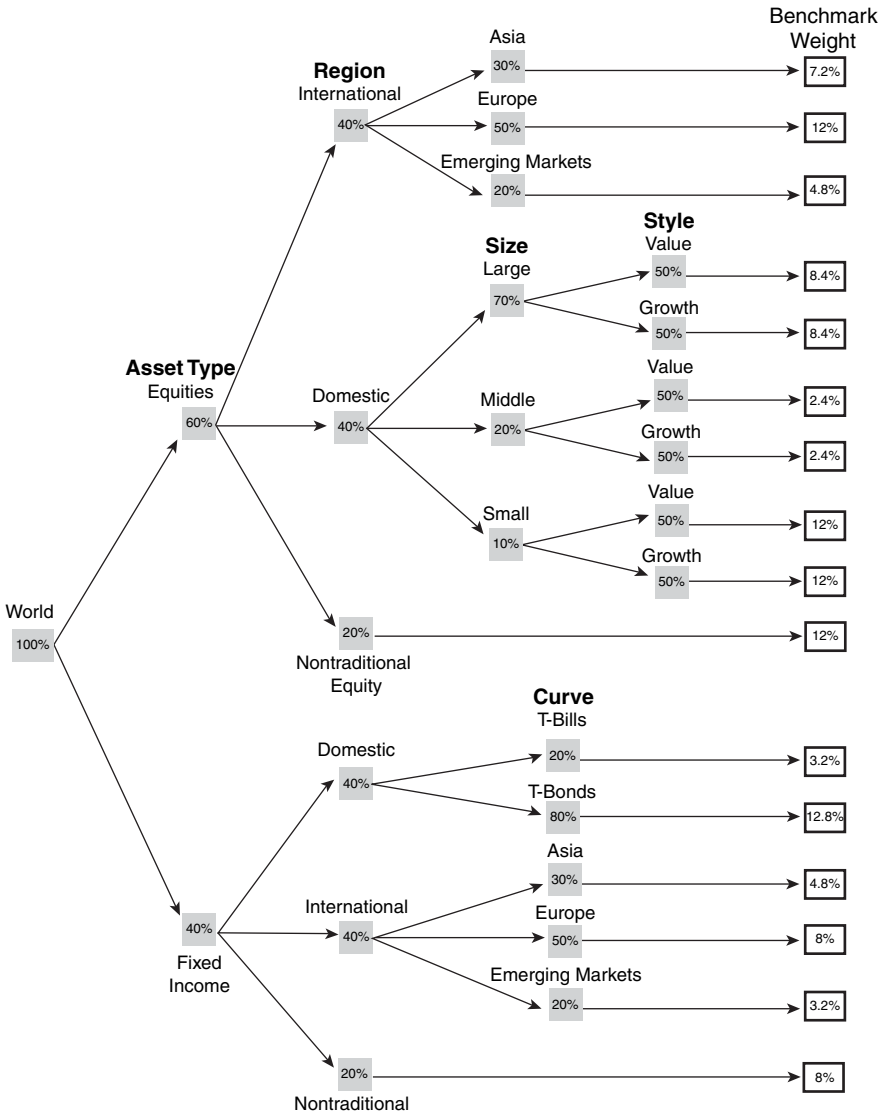 Benchmark
Weight
Asia
30%
7.2%
Region
International
40%
Europe
50%
12%
Emerging Markets
20%
4.8%
Style
Size
Value
Large
50%
8.4%
70%
Growth
50%
8.4%
Asset Type
Equities
60%
Domestic
40%
Middle
20%
Value
50%
2.4%
Growth
50%
2.4%
Small
10%
Value
50%
12%
Growth
50%
12%
World
100%
20%
12%
Nontraditional
Equity
Curve
T-Bills
Domestic
40%
20%
3.2%
T-Bonds
80%
12.8%
Asia
30%
4.8%
International
40%
Europe
50%
8%
40%
Fixed
Income
Emerging Markets
20%
3.2%
20%
8%
Nontraditional